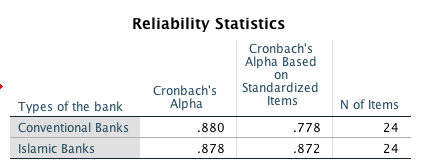 Reliability Statistics
Cronbach's
Alpha Based
on
Cronbach's Standardized
Types of the bank Alpha Items N of Items
Conventional Banks .880 .778 24
Islamic Banks .878 .872 24